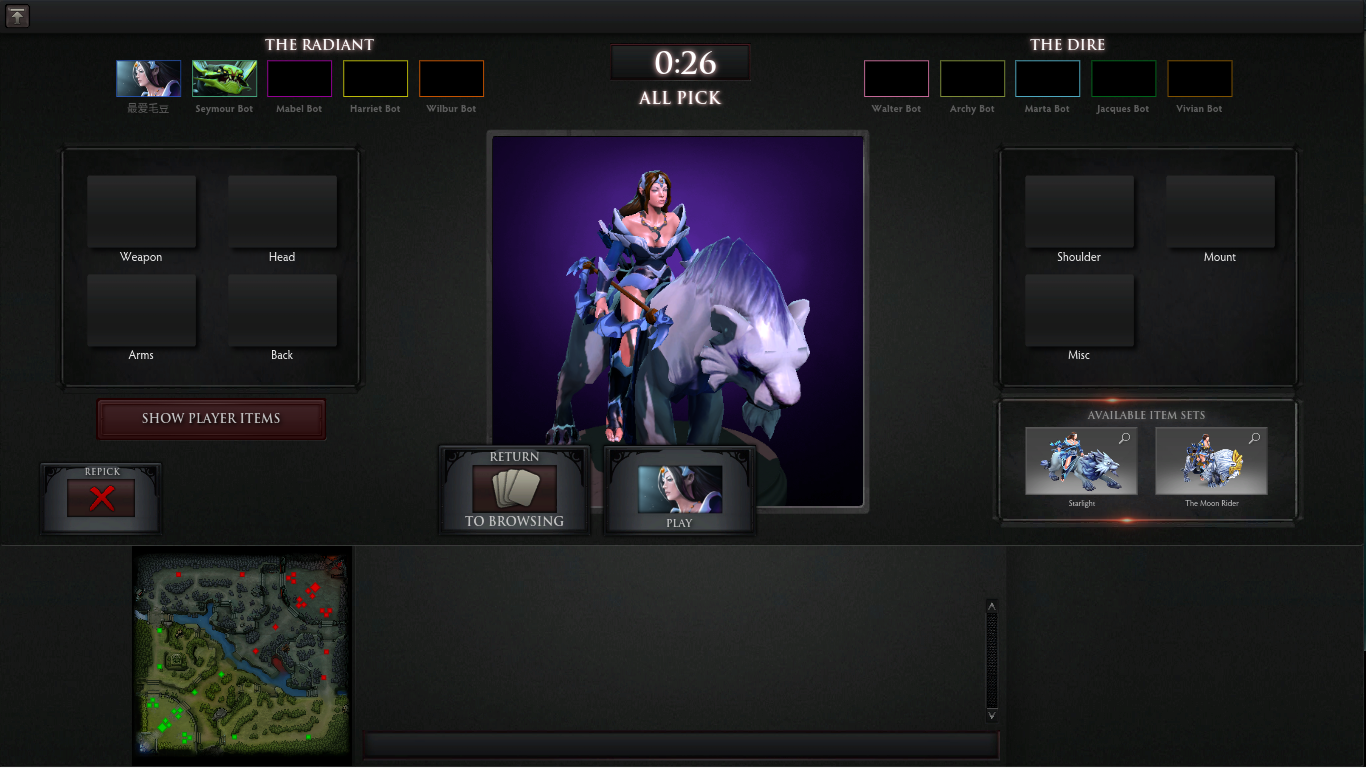 THE RADIANT
0:26
THE DIRE
ALL PICK
最爱毛豆
Seymour Bot
Mabel Bot
Harriet Bot
Wilbur Bot
Walter Bot
Archy Bot
Marta Bot
Jacques Bot
Vivian Bot
Weapon
Head
Arms
Back
SHOW PLAYER ITEMS
REPICK
RETURN
TO BROWSING
PLAY
Shoulder
Mount
Misc
AVAILABLE ITEM SETS
Starlight
The Moon Rider